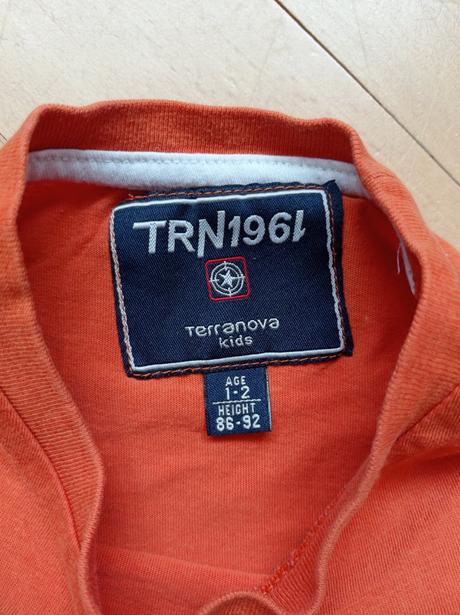 TRN1961
Terranova
kids
AGE
1-2
HEIGHT
86-92